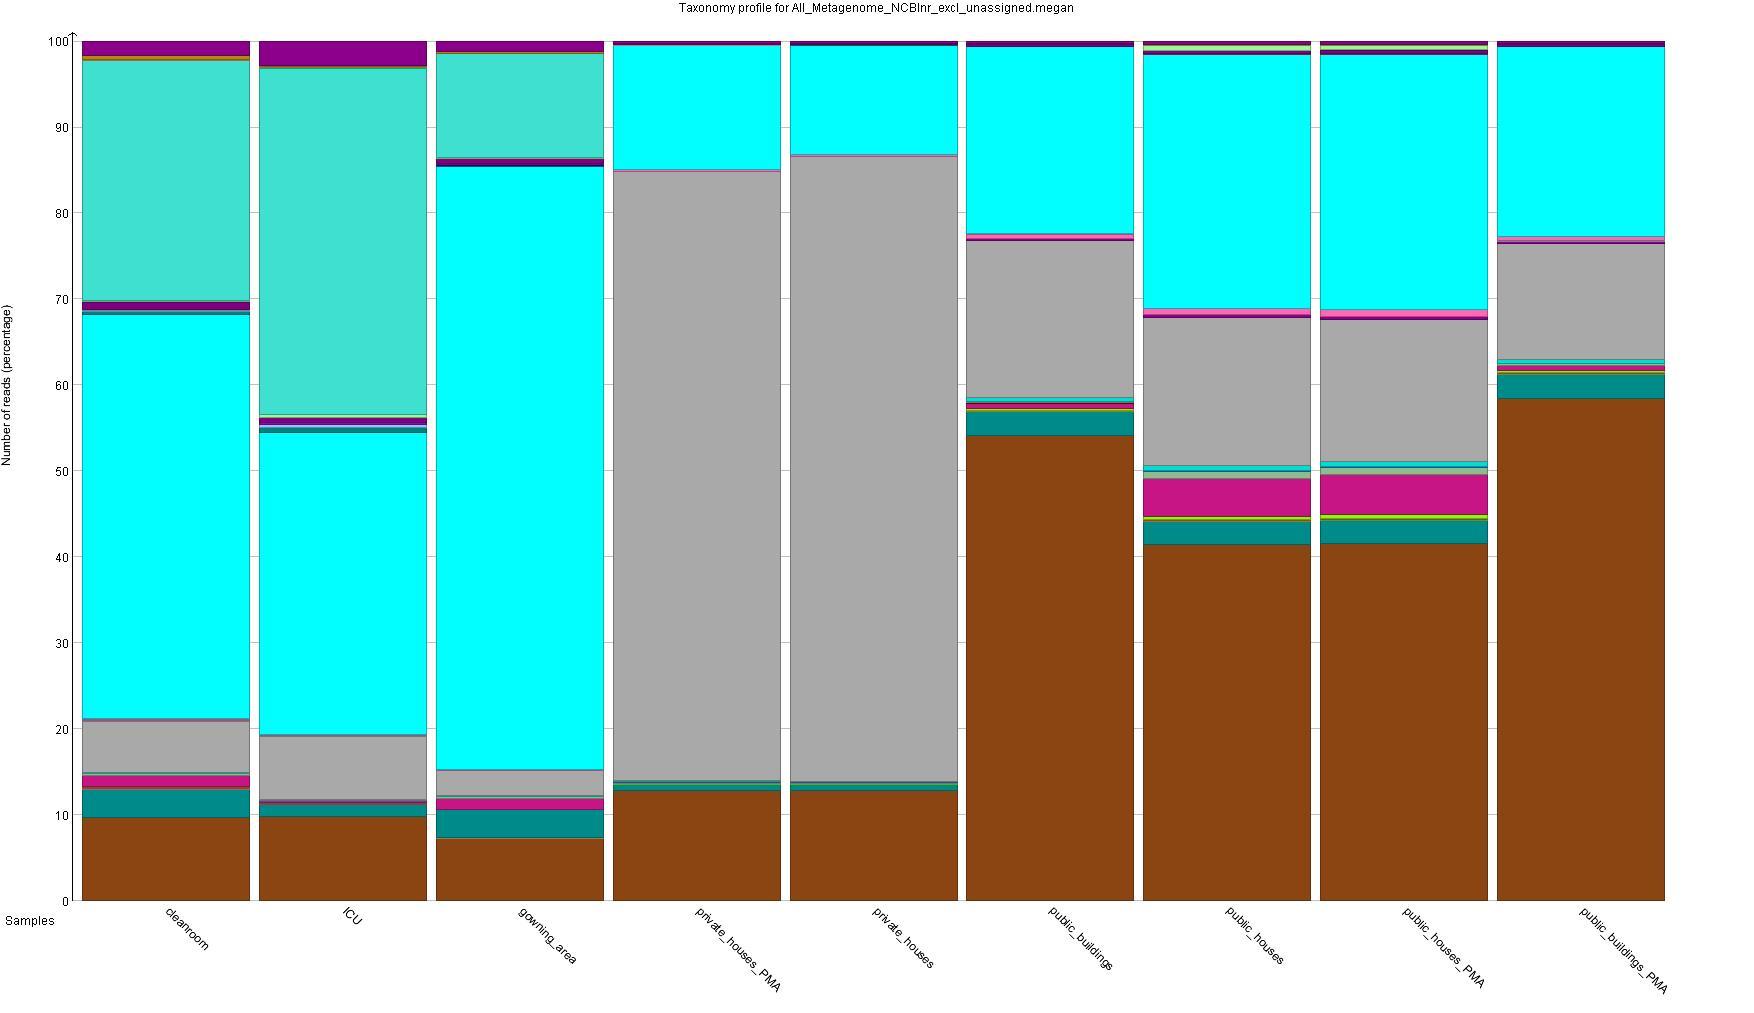 Taxonomy profile for All_Metagenome_NCBInr_excl_unassigned.megan
Number of reads (percentage)
100
90
80
70
60
50
40
30
20
10
0
Samples
cleanroom
ICU
gowning_area
private_houses_PMA
private_houses
public_buildings
public_houses
public_houses_PMA
public_buildings_PMA